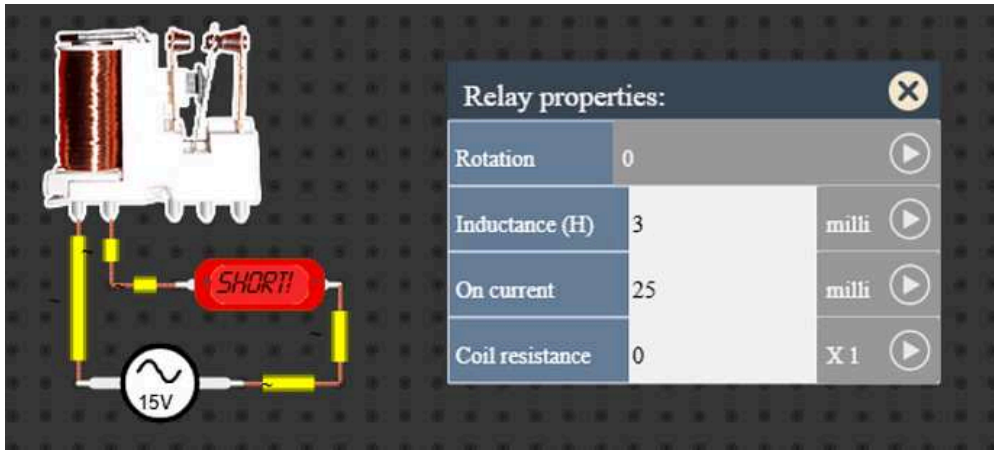 Relay properties:
Rotation 0
Inductance (H) 3 milli
On current 25 milli
Coil resistance 0 X 1
SHORT!
15V